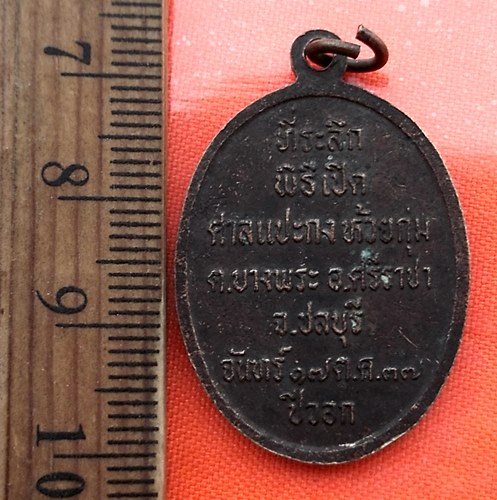 ที่ระลึก
พิธีเปิด
ศาลแปะกง ห้วยกุ่ม
ต.บางพระ อ.ศรีราชา
จ.ชลบุรี
จันทร์ ๑๗ ต.ค. ๓๗
ปีวอก
7
8
9
10